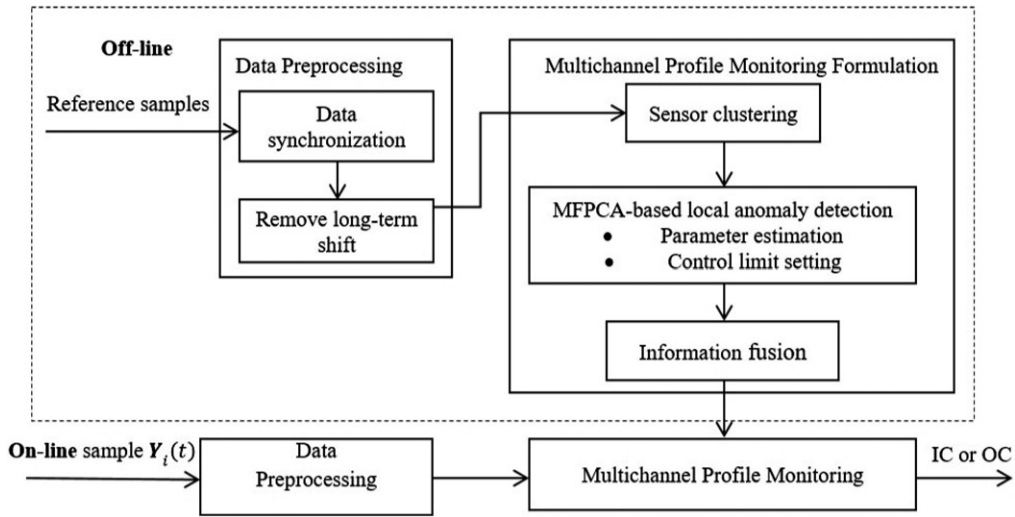 Off-line
Reference samples
Data Preprocessing
Data
synchronization
Remove long-term
shift
Multichannel Profile Monitoring Formulation
Sensor clustering
MFPCA-based local anomaly detection
• Parameter estimation
• Control limit setting
Information fusion
On-line sample Y_i(t)
Data
Preprocessing
Multichannel Profile Monitoring
IC or OC